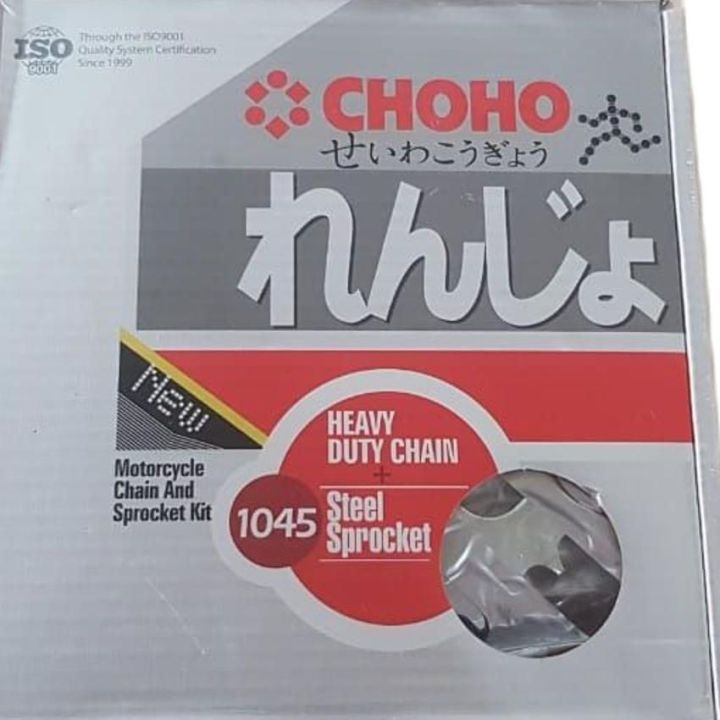 ISO
9001
Through the ISO9001
Quality System Certification
Since 1999
CHOHO
せいわこうぎょう
れんじょ
New
Motorcycle
Chain And
Sprocket Kit
HEAVY
DUTY CHAIN
+
1045
Steel
Sprocket